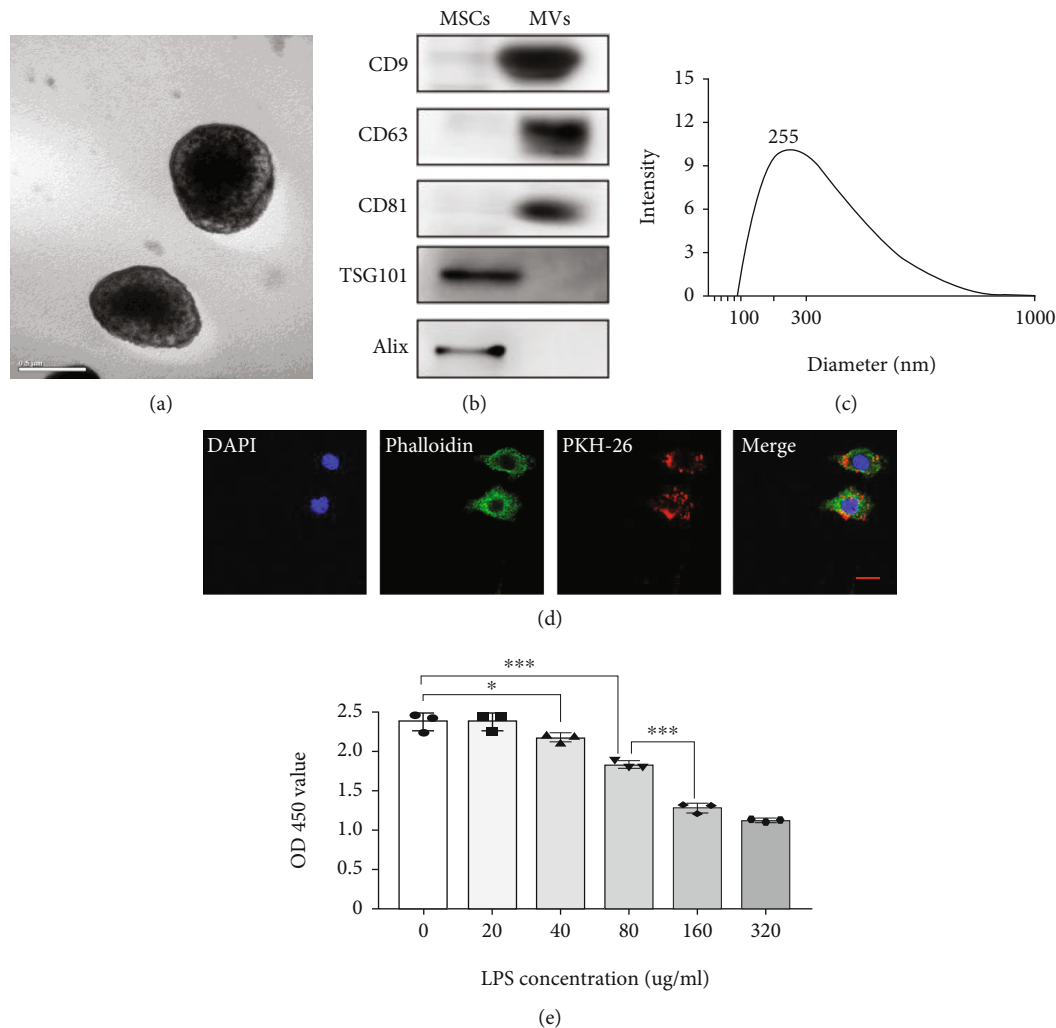 MSCs MVs
CD9
CD63
CD81
TSG101
Alix
0.5 μm
(a)
(b)
15
12
9
6
3
0
Intensity
255
100 300 1000
Diameter (nm)
(c)
DAPI Phalloidin PKH-26 Merge
(d)
***
*
***
2.5
2.0
1.5
1.0
0.5
0
OD 450 value
0 20 40 80 160 320
LPS concentration (ug/ml)
(e)